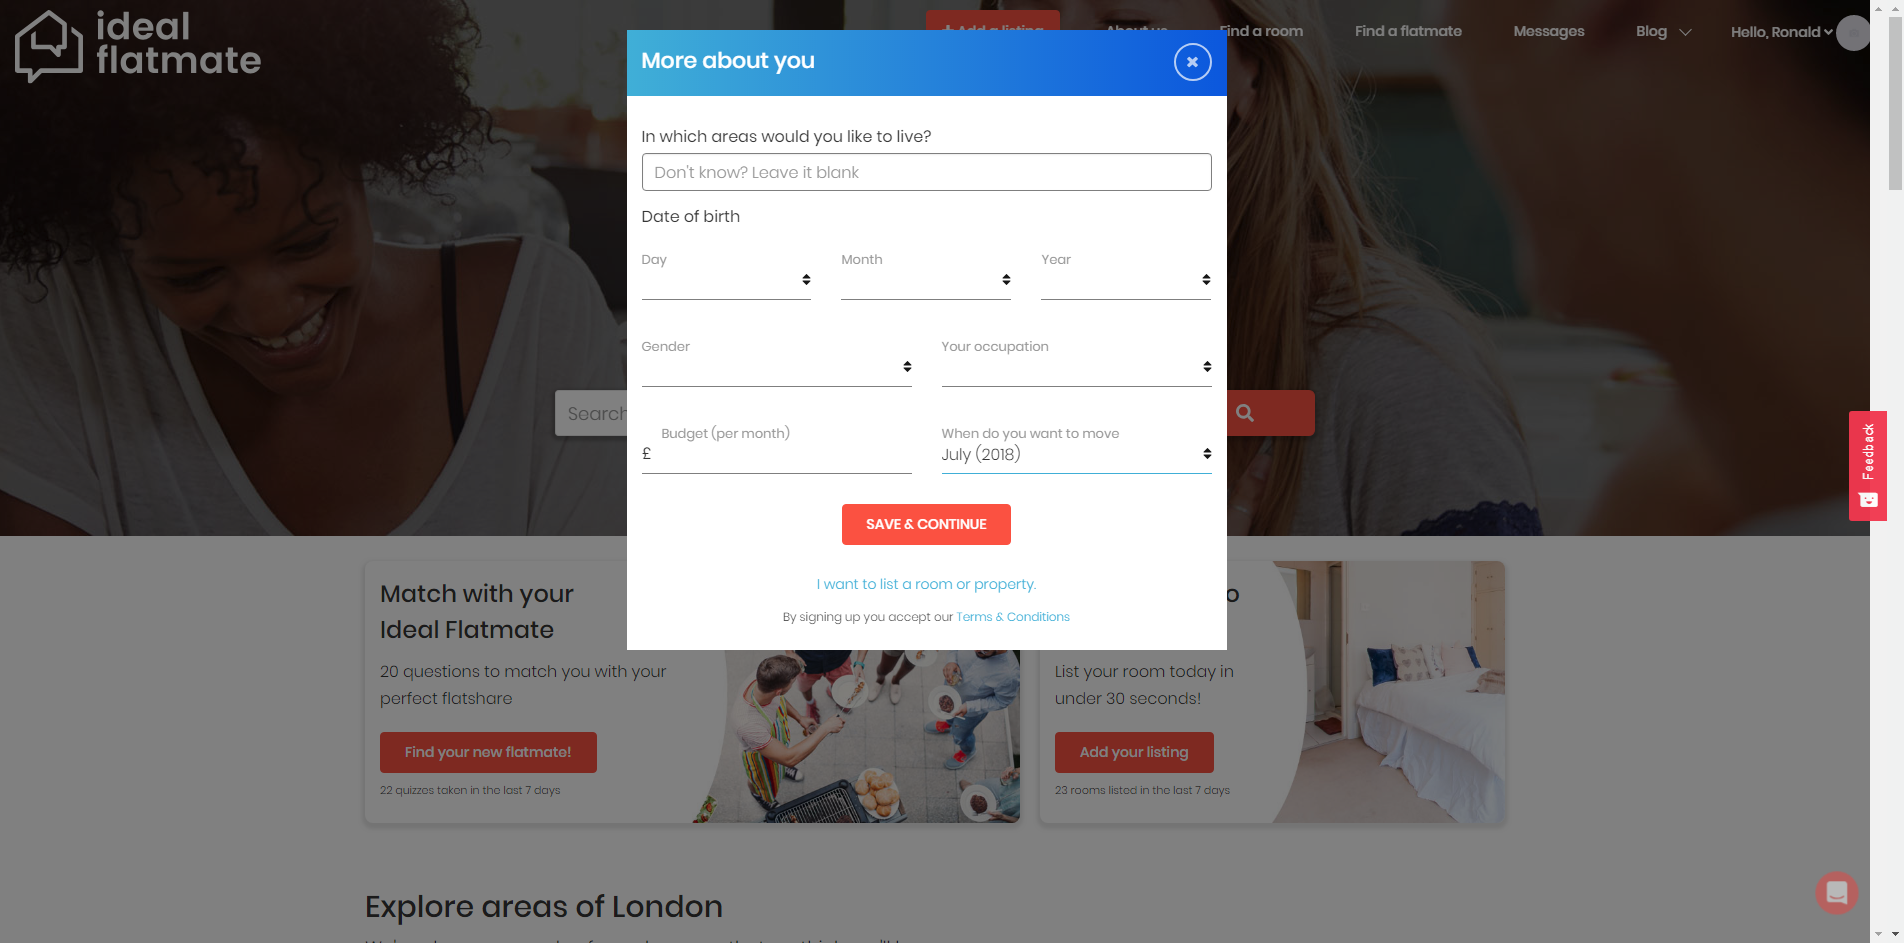 ideal
flatmate
Add a listing
About us
Find a room
Find a flatmate
Messages
Blog
Hello, Ronald
More about you
In which areas would you like to live?
Don't know? Leave it blank
Date of birth
Day
Month
Year
Gender
Your occupation
Budget (per month)
£
When do you want to move
July (2018)
SAVE & CONTINUE
I want to list a room or property.
By signing up you accept our Terms & Conditions
Search
Feedback
Match with your
Ideal Flatmate
20 questions to match you with your
perfect flatshare
Find your new flatmate!
22 quizzes taken in the last 7 days
List your room today in
under 30 seconds!
Add your listing
23 rooms listed in the last 7 days
Explore areas of London